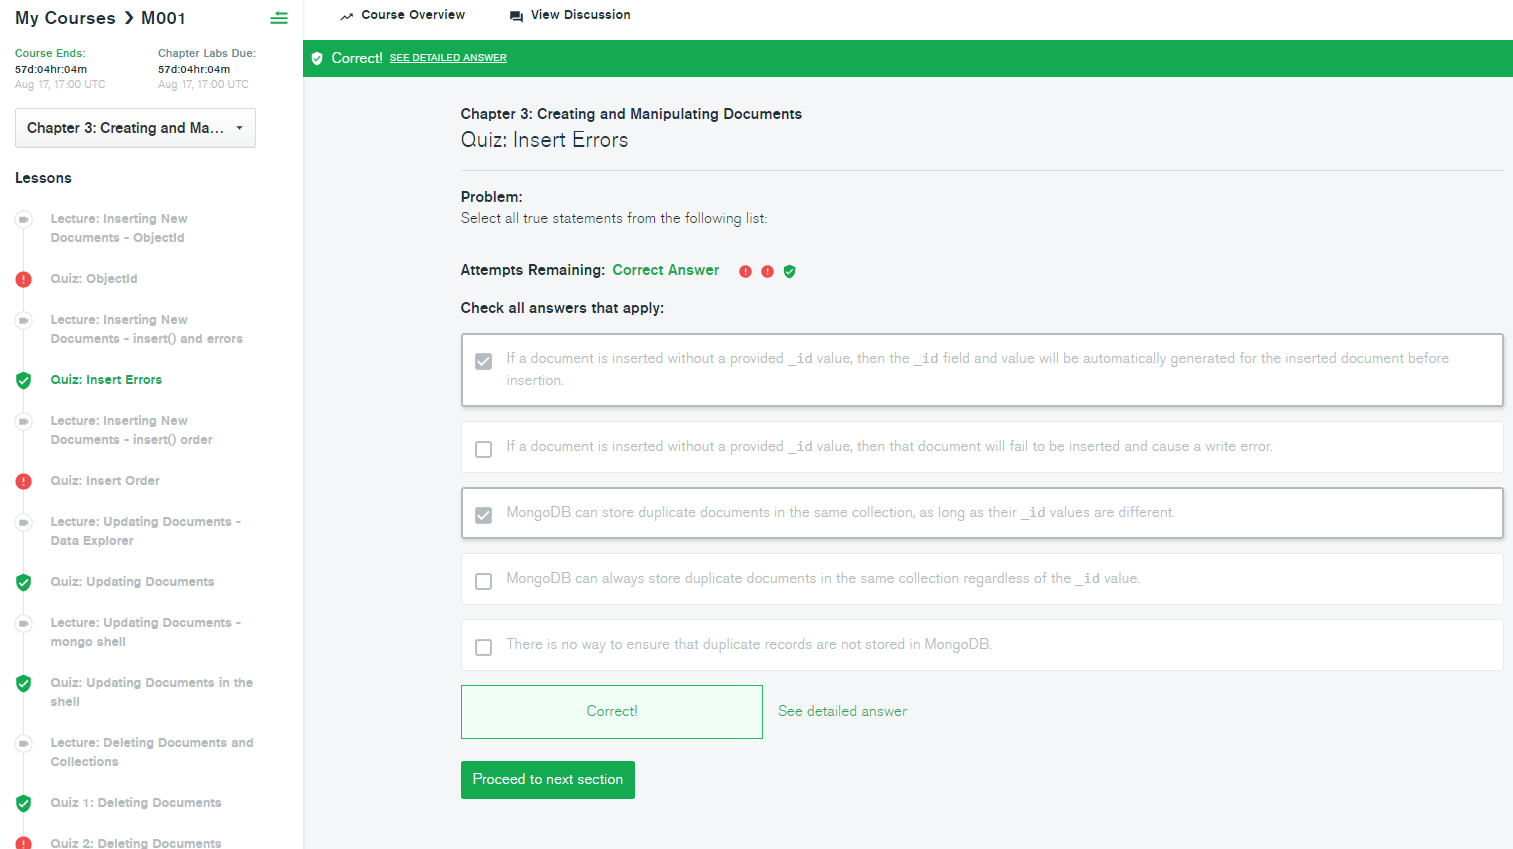 My Courses ❯ M001
Course Ends:
57d:04hr:04m
Aug 17, 17:00 UTC
Chapter Labs Due:
57d:04hr:04m
Aug 17, 17:00 UTC
Chapter 3: Creating and Ma...
Lessons
Lecture: Inserting New
Documents - ObjectId
Quiz: ObjectId
Lecture: Inserting New
Documents - insert() and errors
Quiz: Insert Errors
Lecture: Inserting New
Documents - insert() order
Quiz: Insert Order
Lecture: Updating Documents -
Data Explorer
Quiz: Updating Documents
Lecture: Updating Documents -
mongo shell
Quiz: Updating Documents in the
shell
Lecture: Deleting Documents and
Collections
Quiz 1: Deleting Documents
Quiz 2: Deleting Documents
Course Overview
View Discussion
Correct! SEE DETAILED ANSWER
Chapter 3: Creating and Manipulating Documents
Quiz: Insert Errors
Problem:
Select all true statements from the following list:
Attempts Remaining: Correct Answer
Check all answers that apply:
If a document is inserted without a provided _id value, then the _id field and value will be automatically generated for the inserted document before
insertion.
If a document is inserted without a provided _id value, then that document will fail to be inserted and cause a write error.
MongoDB can store duplicate documents in the same collection, as long as their _id values are different.
MongoDB can always store duplicate documents in the same collection regardless of the _id value.
There is no way to ensure that duplicate records are not stored in MongoDB.
Correct!
See detailed answer
Proceed to next section